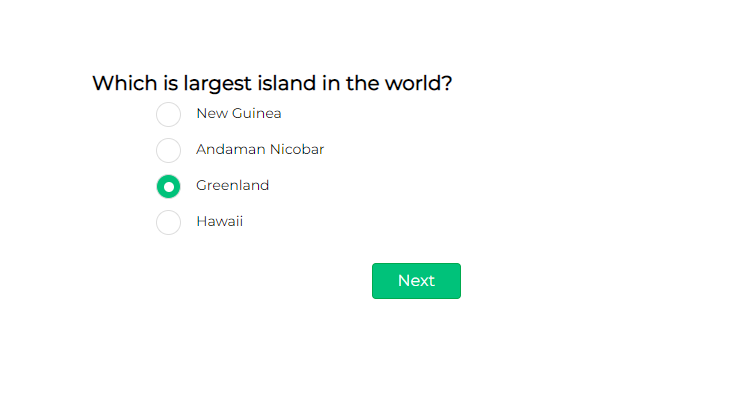 Which is largest island in the world?
New Guinea
Andaman Nicobar
Greenland
Hawaii
Next